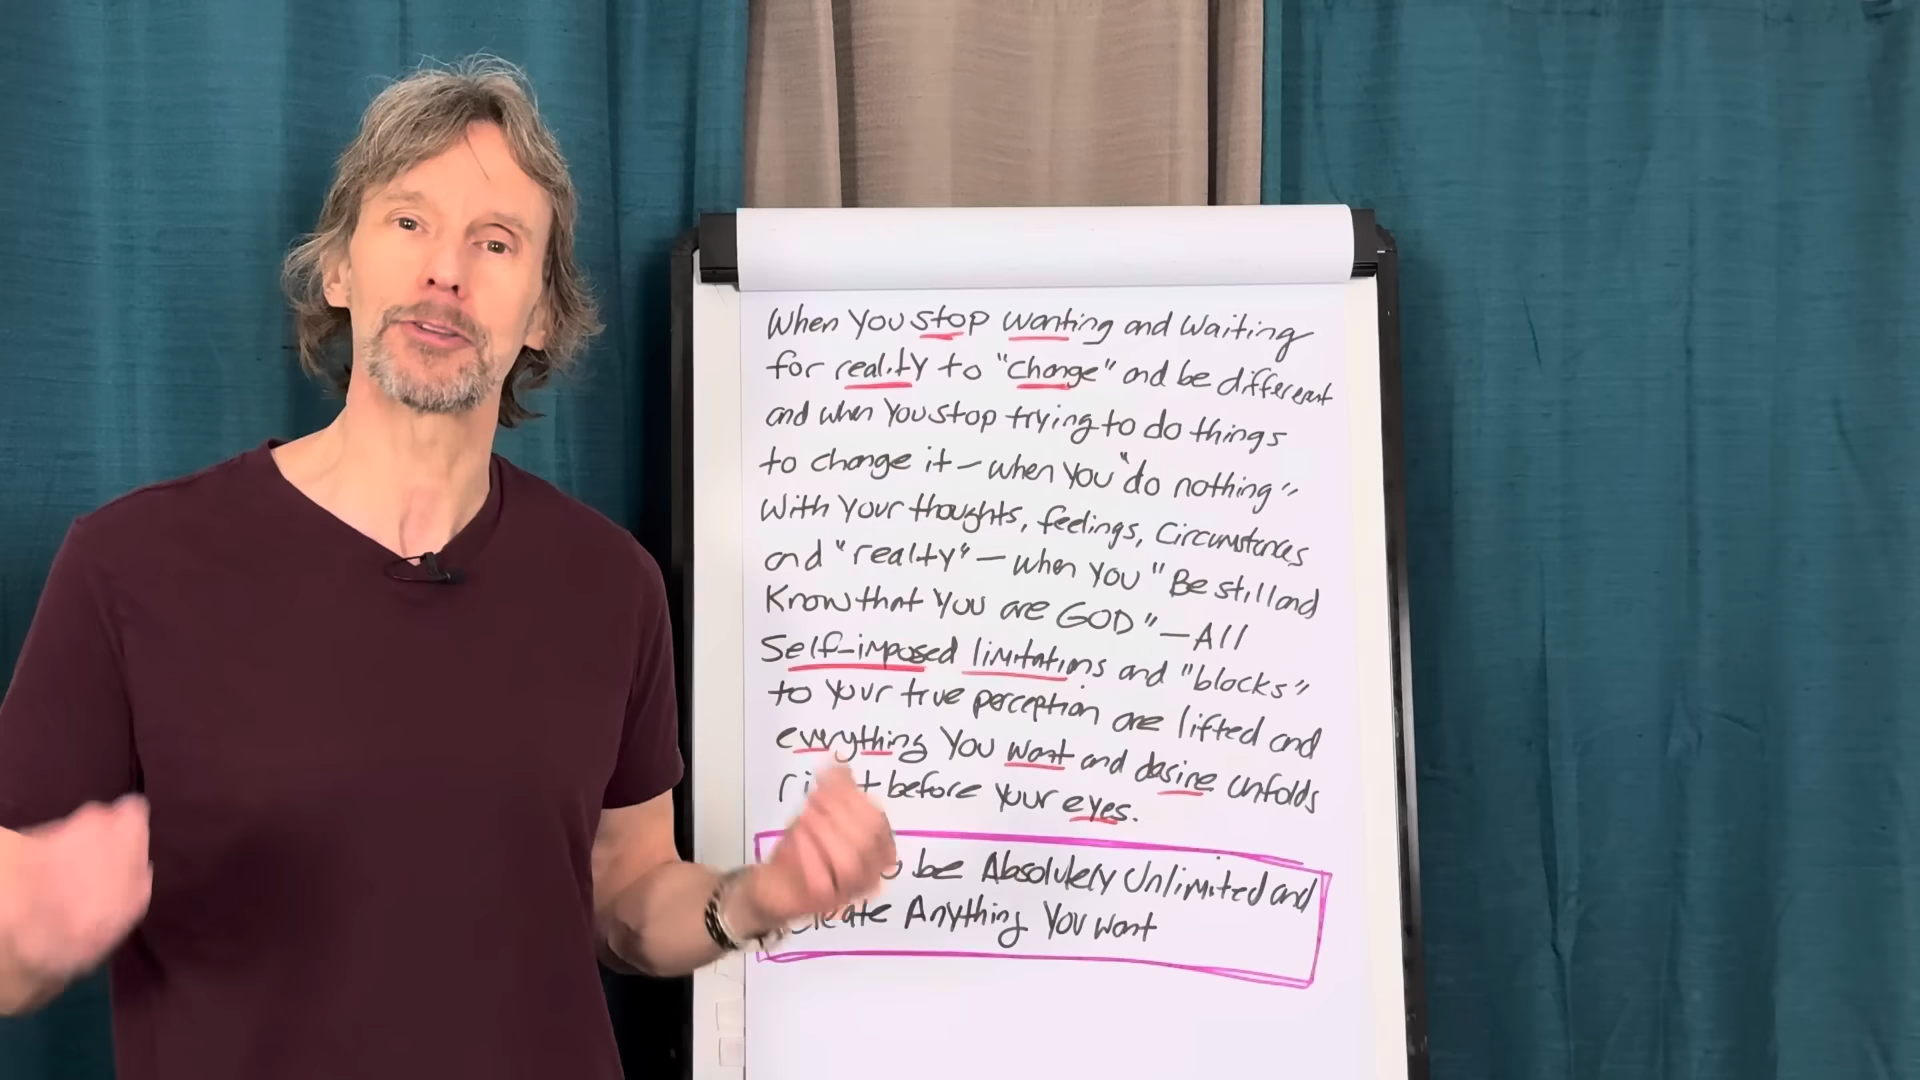 When You stop wanting and waiting
for reality to "change" and be different
and when You stop trying to do things
to change it — when You "do nothing"
With Your thoughts, feelings, Circumstances
and "realty" — when You "Be still and
Know that You are GOD" — All
Self-imposed limitations and "blocks"
to Your true perception are lifted and
everything You want and desire Unfolds
before Your eyes.
be Absolutely Unlimited and
Anything You want